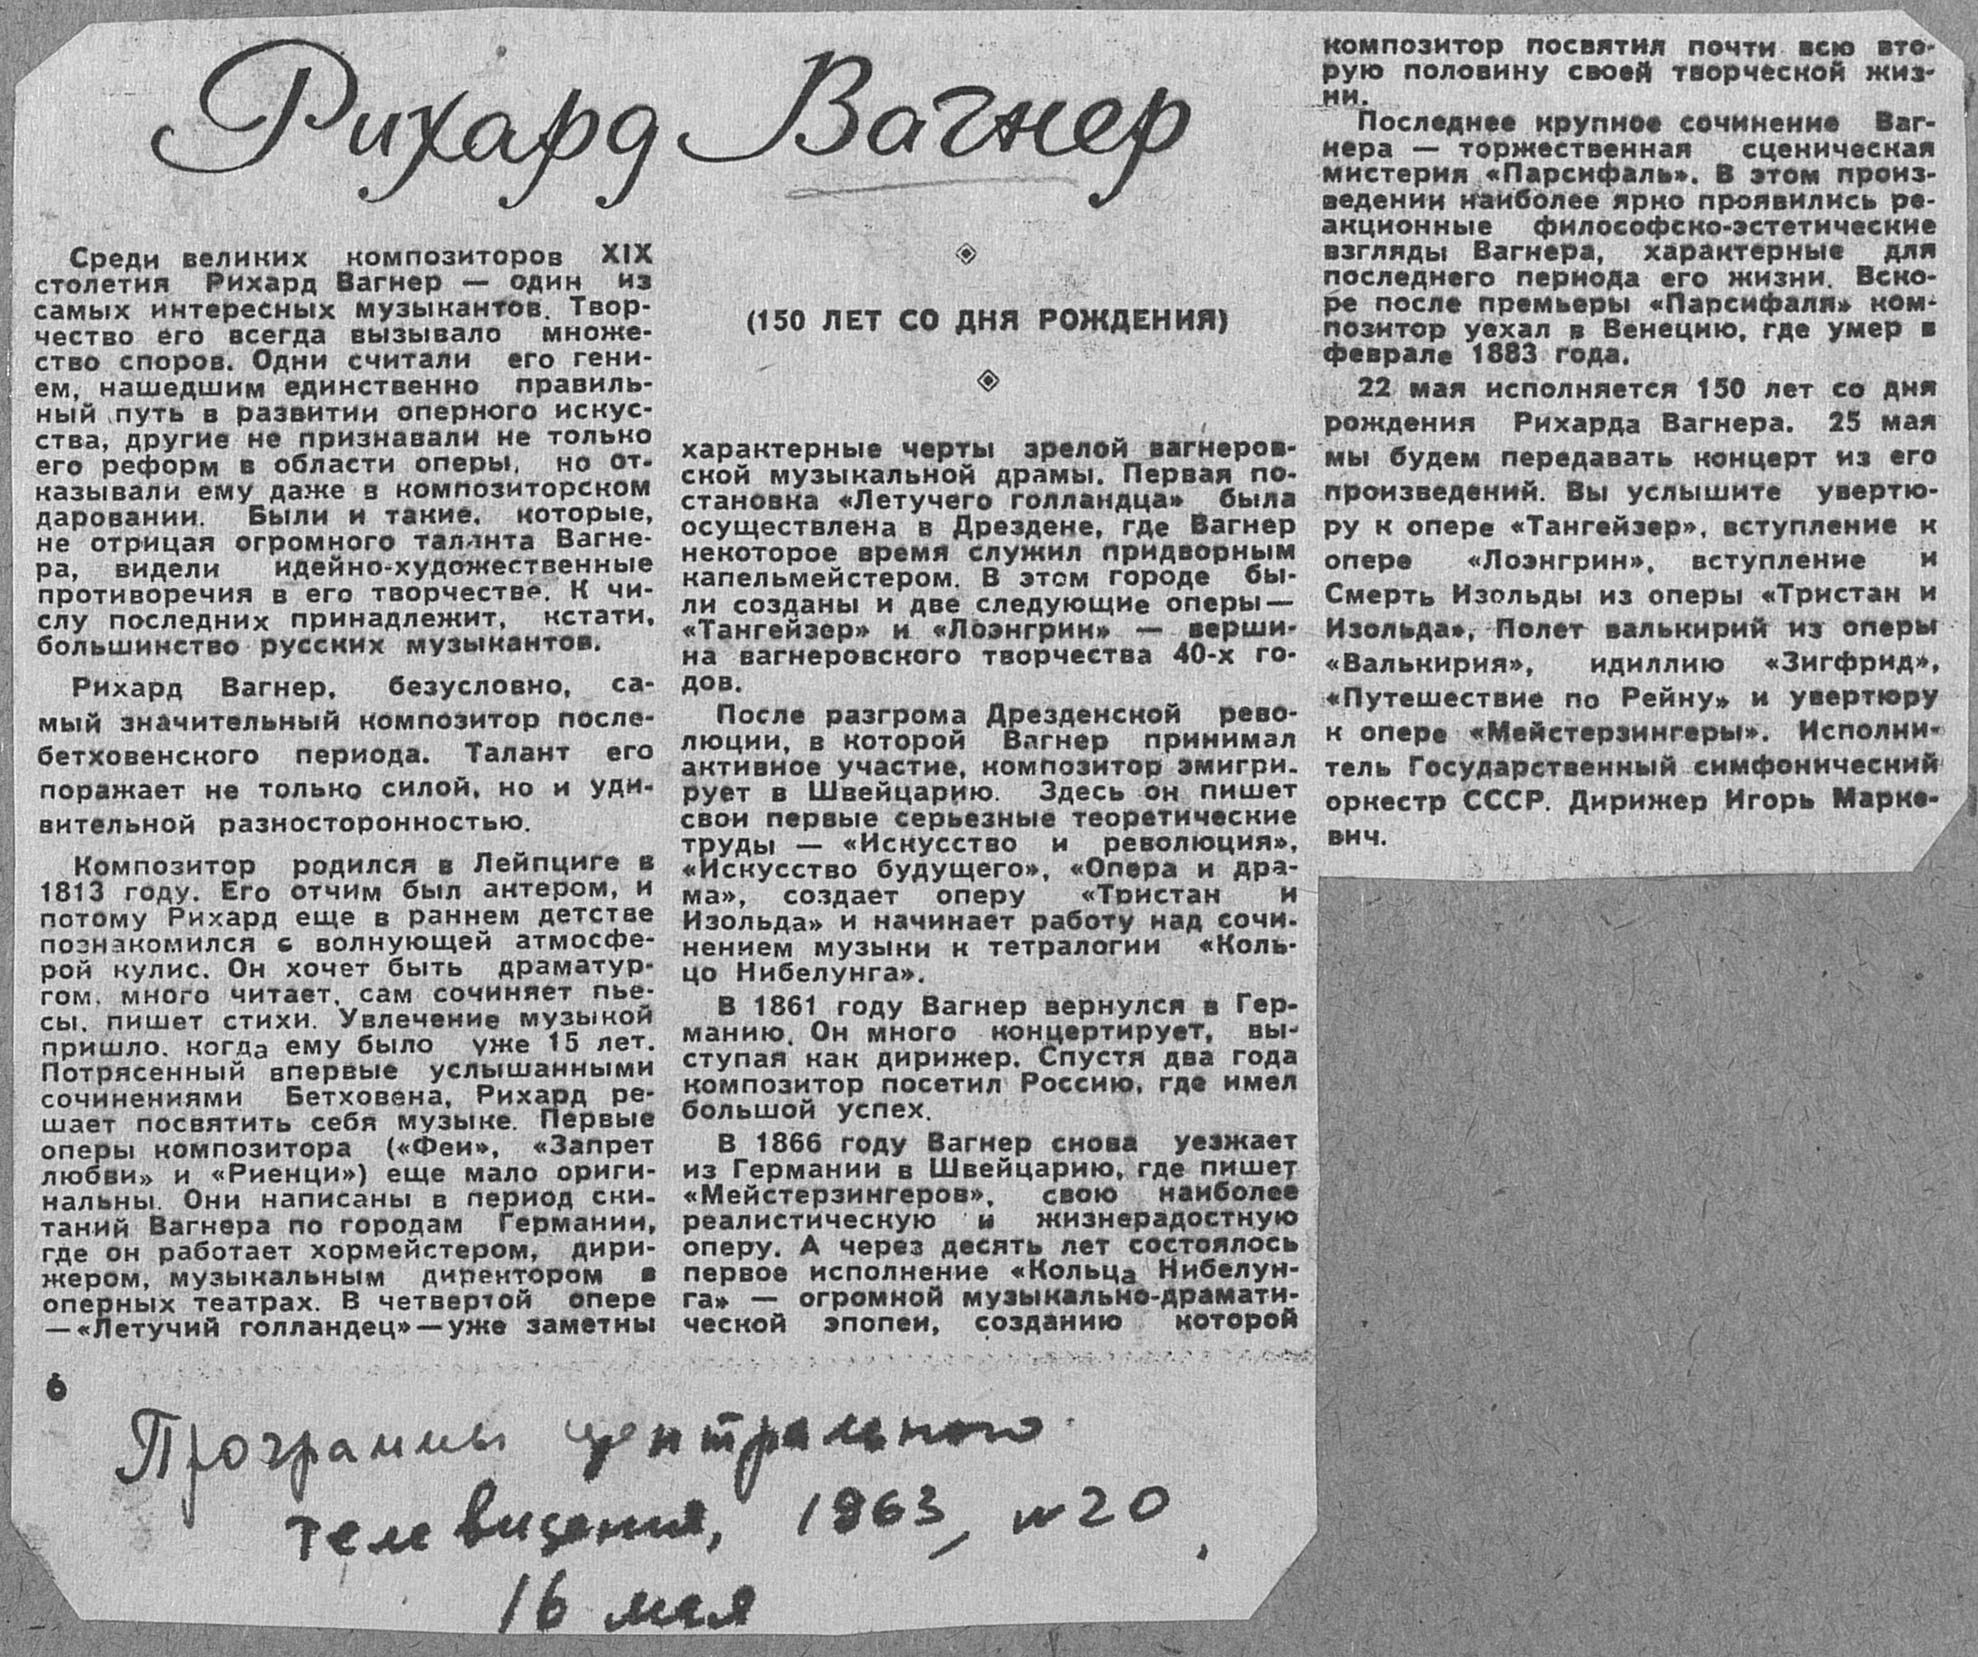 Рихард Вагнер
Среди великих композиторов XIX
столетия Рихард Вагнер — один из
самых интересных музыкантов. Твор-
чество его всегда вызывало множе-
ство споров. Одни считали его гени-
ем, нашедшим единственно правиль-
ный путь в развитии оперного искус-
ства, другие не признавали не только
его реформ в области оперы, но от-
казывали ему даже в композиторском
даровании. Были и такие, которые,
не отрицая огромного таланта Вагне-
ра, видели идейно-художественные
противоречия в его творчестве. К чи-
слу последних принадлежит, кстати,
большинство русских музыкантов.
Рихард Вагнер, безусловно, са-
мый значительный композитор после-
бетховенского периода. Талант его
поражает не только силой, но и уди-
вительной разносторонностью.
Композитор родился в Лейпциге в
1813 году. Его отчим был актером, и
потому Рихард еще в раннем детстве
познакомился с волнующей атмосфе-
рой кулис. Он хочет быть драматур-
гом, много читает, сам сочиняет пье-
сы, пишет стихи. Увлечение музыкой
пришло, когда ему было уже 15 лет.
Потрясенный впервые услышанными
сочинениями Бетховена, Рихард ре-
шает посвятить себя музыке. Первые
оперы композитора («Феи», «Запрет
любви» и «Риенци») еще мало ориги-
нальны. Они написаны в период ски-
таний Вагнера по городам Германии,
где он работает хормейстером, дири-
жером, музыкальным директором в
оперных театрах. В четвертой опере
—«Летучий голландец»—уже заметны
(150 ЛЕТ СО ДНЯ РОЖДЕНИЯ)
характерные черты зрелой вагнеров-
ской музыкальной драмы. Первая по-
становка «Летучего голландца» была
осуществлена в Дрездене, где Вагнер
некоторое время служил придворным
капельмейстером. В этом городе бы-
ли созданы и две следующие оперы—
«Тангейзер» и «Лоэнгрин» — верши-
на вагнеровского творчества 40-х го-
дов.
После разгрома Дрезденской рево-
люции, в которой Вагнер принимал
активное участие, композитор эмигри-
рует в Швейцарию. Здесь он пишет
свои первые серьезные теоретические
труды — «Искусство и революция»,
«Искусство будущего», «Опера и дра-
ма», создает оперу «Тристан и
Изольда» и начинает работу над сочи-
нением музыки к тетралогии «Коль-
цо Нибелунга».
В 1861 году Вагнер вернулся в Гер-
манию. Он много концертирует, вы-
ступая как дирижер. Спустя два года
композитор посетил Россию, где имел
большой успех.
В 1866 году Вагнер снова уезжает
из Германии в Швейцарию, где пишет
«Мейстерзингеров», свою наиболее
реалистическую и жизнерадостную
оперу. А через десять лет состоялось
первое исполнение «Кольца Нибелун-
га» — огромной музыкально-драмати-
ческой эпопеи, созданию которой
композитор посвятил почти всю вто-
рую половину своей творческой жиз-
ни.
Последнее крупное сочинение Ваг-
нера — торжественная сценическая
мистерия «Парсифаль». В этом произ-
ведении наиболее ярко проявились ре-
акционные философско-эстетические
взгляды Вагнера, характерные для
последнего периода его жизни. Вско-
ре после премьеры «Парсифаля» ком-
позитор уехал в Венецию, где умер в
феврале 1883 года.
22 мая исполняется 150 лет со дня
рождения Рихарда Вагнера. 25 мая
мы будем передавать концерт из его
произведений. Вы услышите увертю-
ру к опере «Тангейзер», вступление к
опере «Лоэнгрин», вступление и
Смерть Изольды из оперы «Тристан и
Изольда», Полет валькирий из оперы
«Валькирия», идиллию «Зигфрид»,
«Путешествие по Рейну» и увертюру
к опере «Мейстерзингеры». Исполни-
тель Государственный симфонический
оркестр СССР. Дирижер Игорь Марке-
вич.
6
Программы центрального
телевидения, 1963, №20,
16 мая